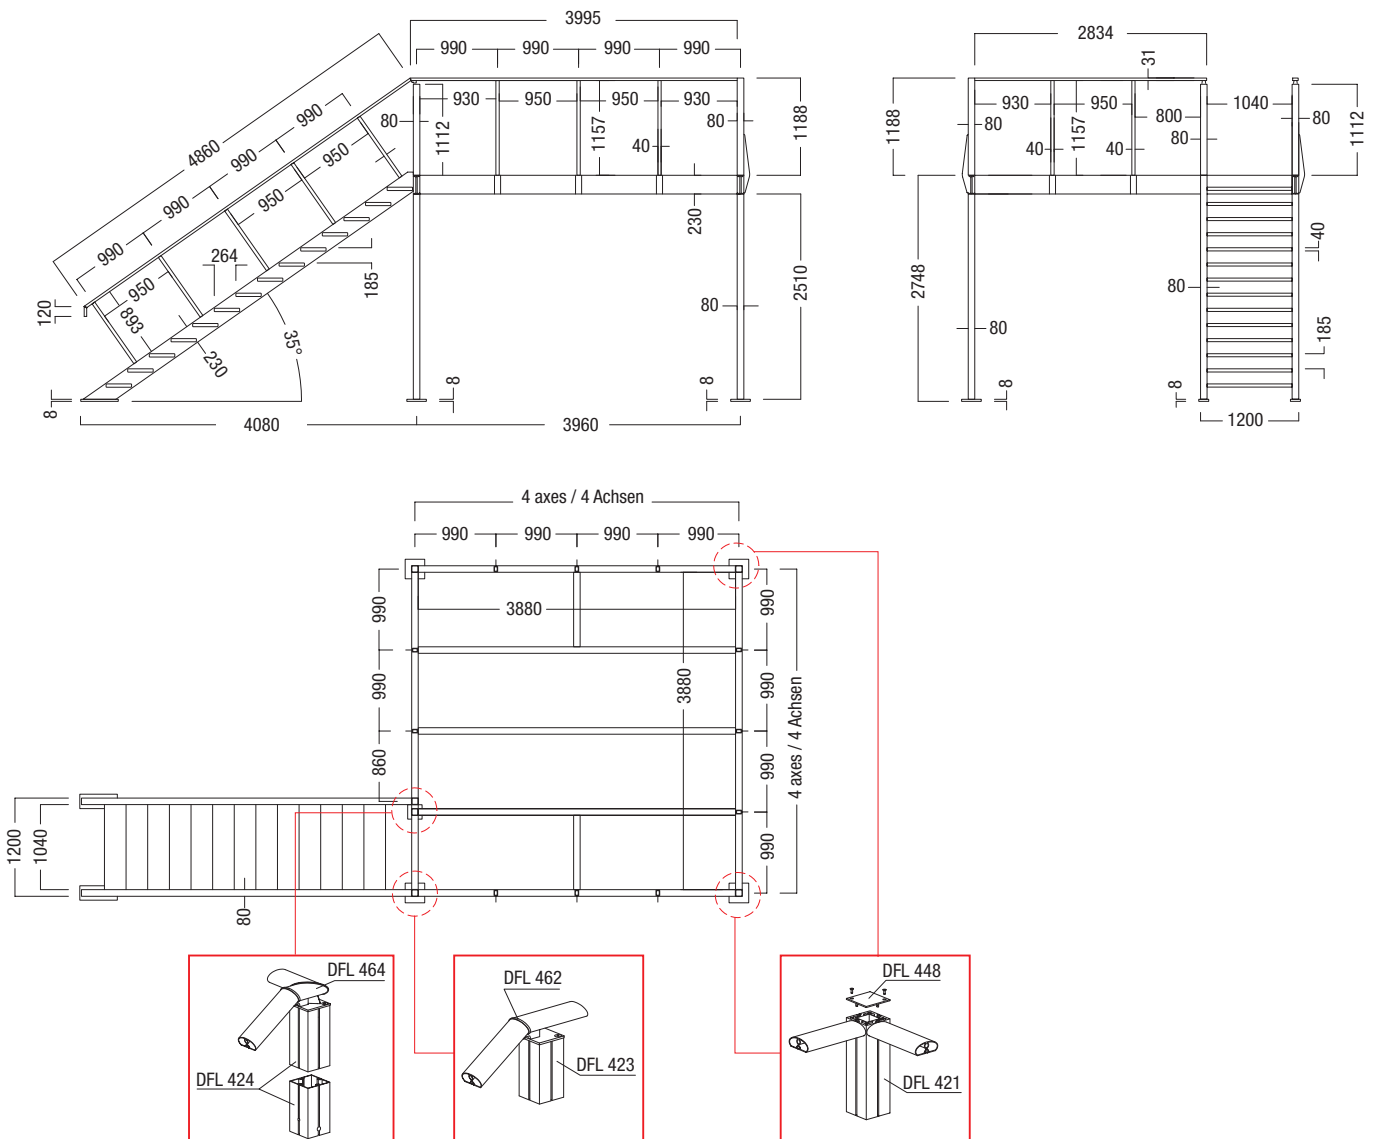 3995
990 990 990 990
930 950 950 930
80 1112 1157 40 80 1188
4860
990 990 990 990
950 950 950
120 893 264 185
230 35°
8 8 8
230 80 2510
4080 3960
2834
31
930 950 800 1040
1188 80 40 1157 40 80 80 1112
2748 80 80 40 185
8 8
1200
4 axes / 4 Achsen
990 990 990 990
990 990 860
3880
3880
990 990 990 990
4 axes / 4 Achsen
1200 1040 80
DFL 464
DFL 424
DFL 462
DFL 423
DFL 448
DFL 421